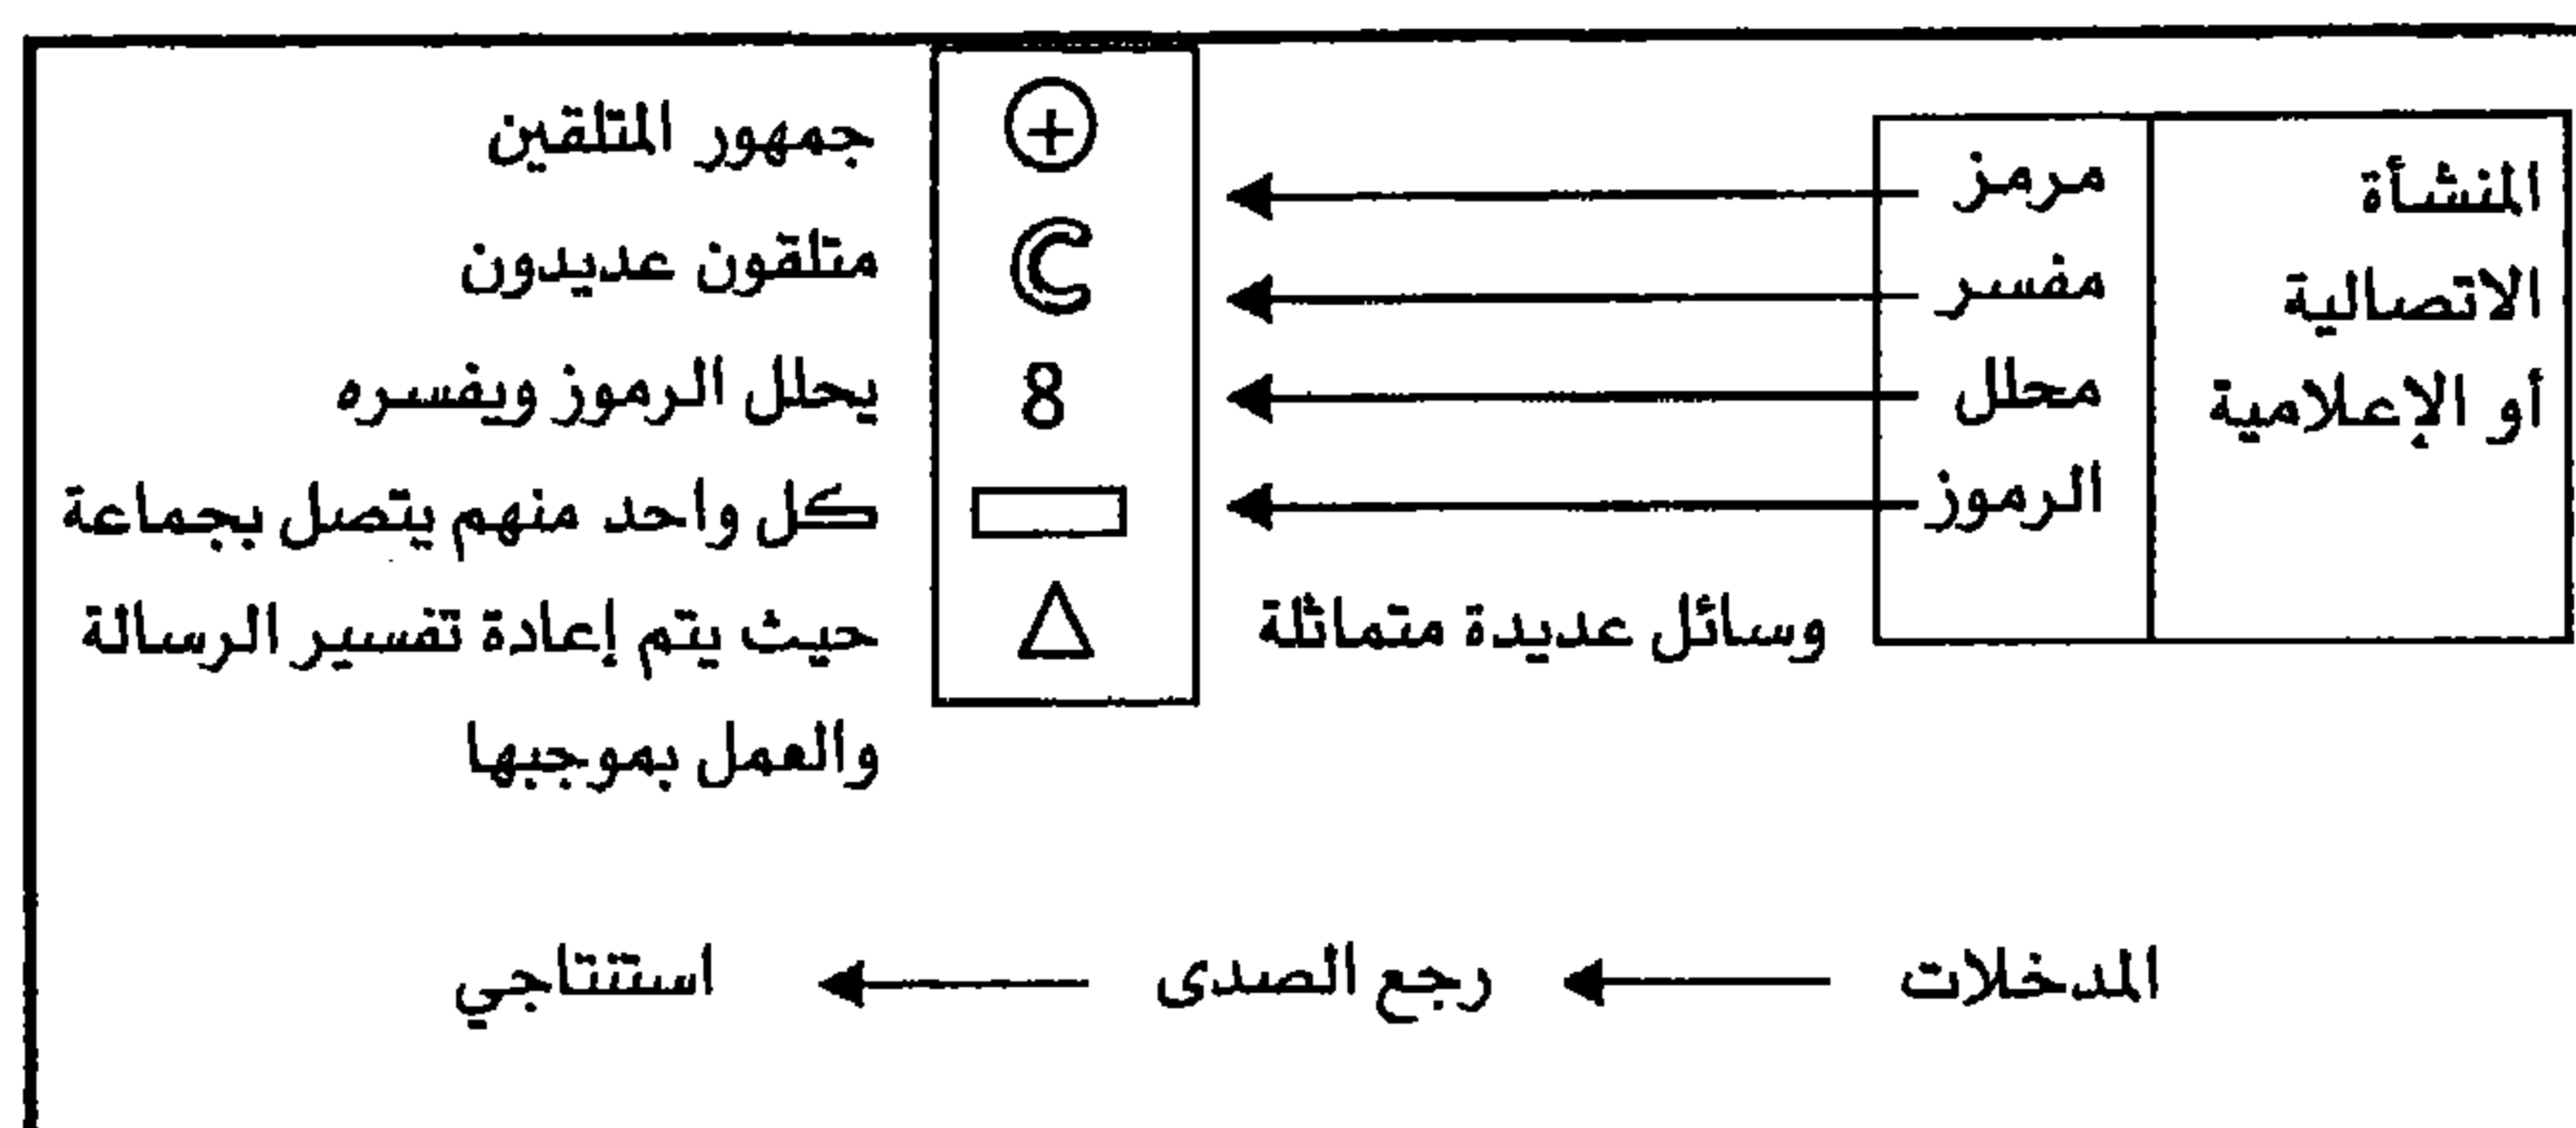 المنشأة
الاتصالية
أو الإعلامية
مرمز
مفسر
محلل
الرموز
وسائل عديدة متماثلة
+
C
8
جمهور المتلقين
متلقون عديدون
يحلل الرموز ويفسره
كل واحد منهم يتصل بجماعة
حيث يتم إعادة تفسير الرسالة
والعمل بموجبها
المدخلات ← رجع الصدى ← استنتاجي